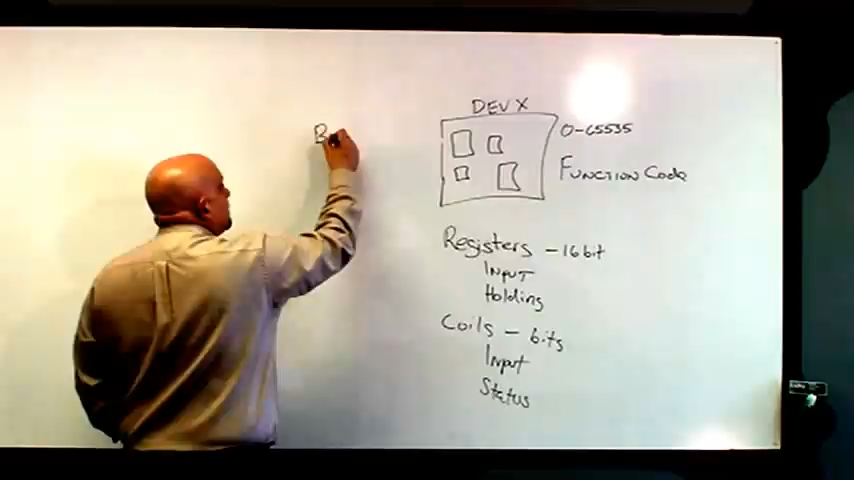 B
DEV X
0-65535
Function Code
Registers - 16 bit
Input
Holding
Coils - bits
Input
Status